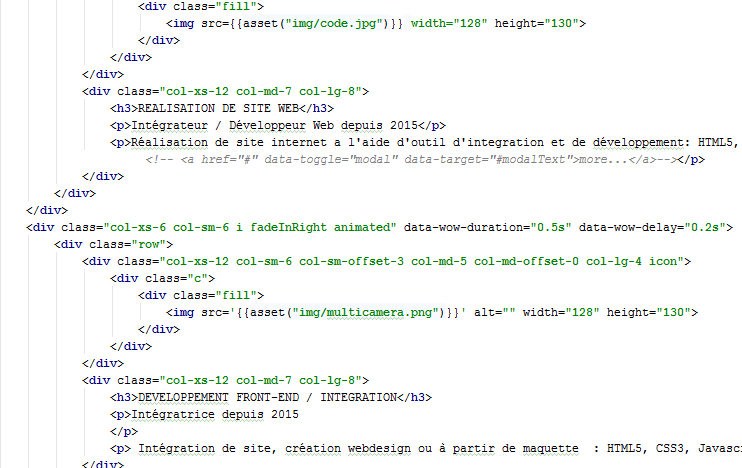 <div class="fill">
<img src={{asset("img/code.jpg")}} width="128" height="130">
</div>
</div>
</div>
<div class="col-xs-12 col-md-7 col-lg-8">
<h3>REALISATION DE SITE WEB</h3>
<p>Intégrateur / Développeur Web depuis 2015</p>
<p>Réalisation de site internet a l'aide d'outil d'integration et de développement: HTML5,
<!-- <a href="#" data-toggle="modal" data-target="#modalText">more...</a>--></p>
</div>
</div>
</div>
<div class="col-xs-6 col-sm-6 i fadeInRight animated" data-wow-duration="0.5s" data-wow-delay="0.2s">
<div class="row">
<div class="col-xs-12 col-sm-6 col-sm-offset-3 col-md-5 col-md-offset-0 col-lg-4 icon">
<div class="c">
<div class="fill">
<img src='{{asset("img/multicamera.png")}}' alt="" width="128" height="130">
</div>
</div>
</div>
<div class="col-xs-12 col-md-7 col-lg-8">
<h3>DEVELOPPEMENT FRONT-END / INTEGRATION</h3>
<p>Intégratrice depuis 2015
</p>
<p> Intégration de site, création webdesign ou à partir de maquette  : HTML5, CSS3, Javasc
</div>